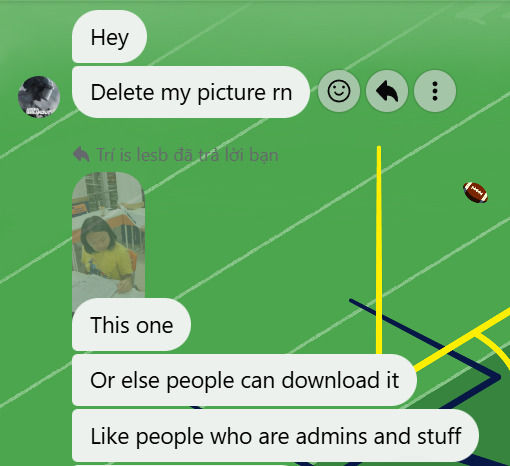 Hey
Delete my picture rn
Trí is lesb đã trả lời bạn
This one
Or else people can download it
Like people who are admins and stuff